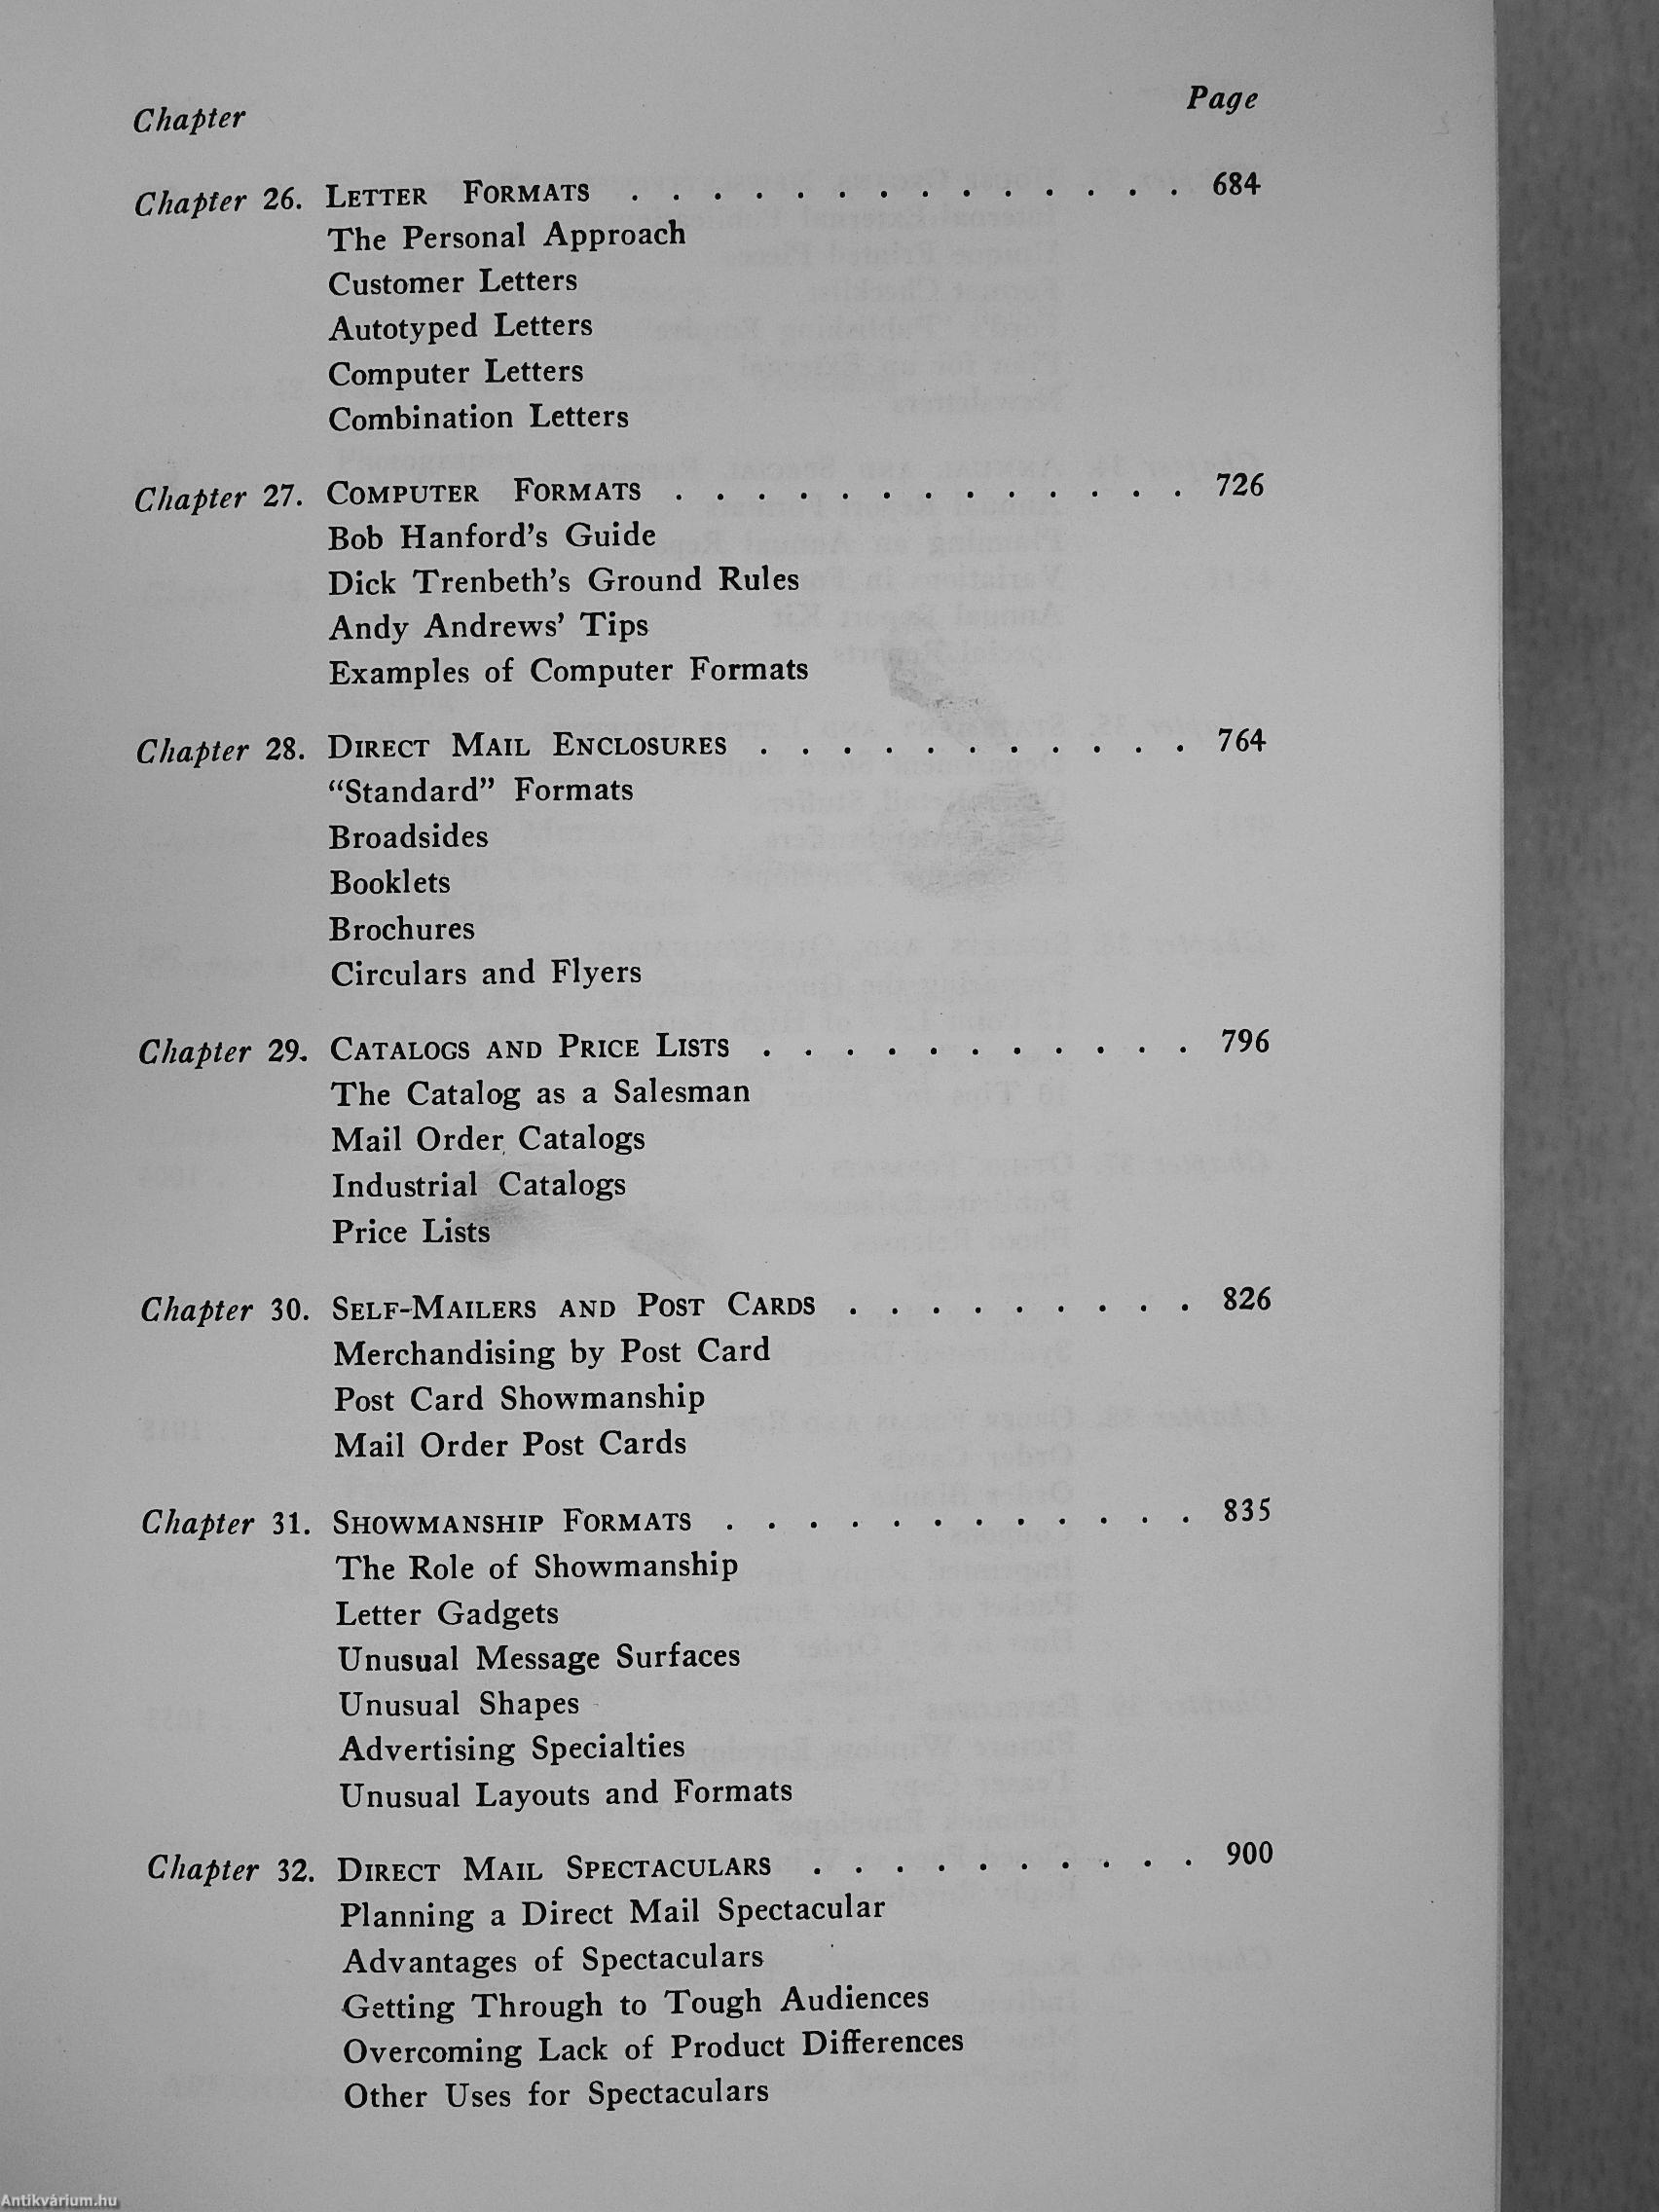 Chapter Page
Chapter 26. LETTER FORMATS . . . . . . . . . . . . . . 684
The Personal Approach
Customer Letters
Autotyped Letters
Computer Letters
Combination Letters
Chapter 27. COMPUTER FORMATS . . . . . . . . . . . . . 726
Bob Hanford's Guide
Dick Trenbeth's Ground Rules
Andy Andrews' Tips
Examples of Computer Formats
Chapter 28. DIRECT MAIL ENCLOSURES . . . . . . . . . . . 764
“Standard” Formats
Broadsides
Booklets
Brochures
Circulars and Flyers
Chapter 29. CATALOGS AND PRICE LISTS . . . . . . . . . . . 796
The Catalog as a Salesman
Mail Order Catalogs
Industrial Catalogs
Price Lists
Chapter 30. SELF-MAILERS AND POST CARDS . . . . . . . . . 826
Merchandising by Post Card
Post Card Showmanship
Mail Order Post Cards
Chapter 31. SHOWMANSHIP FORMATS . . . . . . . . . . . . 835
The Role of Showmanship
Letter Gadgets
Unusual Message Surfaces
Unusual Shapes
Advertising Specialties
Unusual Layouts and Formats
Chapter 32. DIRECT MAIL SPECTACULARS . . . . . . . . . . 900
Planning a Direct Mail Spectacular
Advantages of Spectaculars
Getting Through to Tough Audiences
Overcoming Lack of Product Differences
Other Uses for Spectaculars
Antikvárium.hu